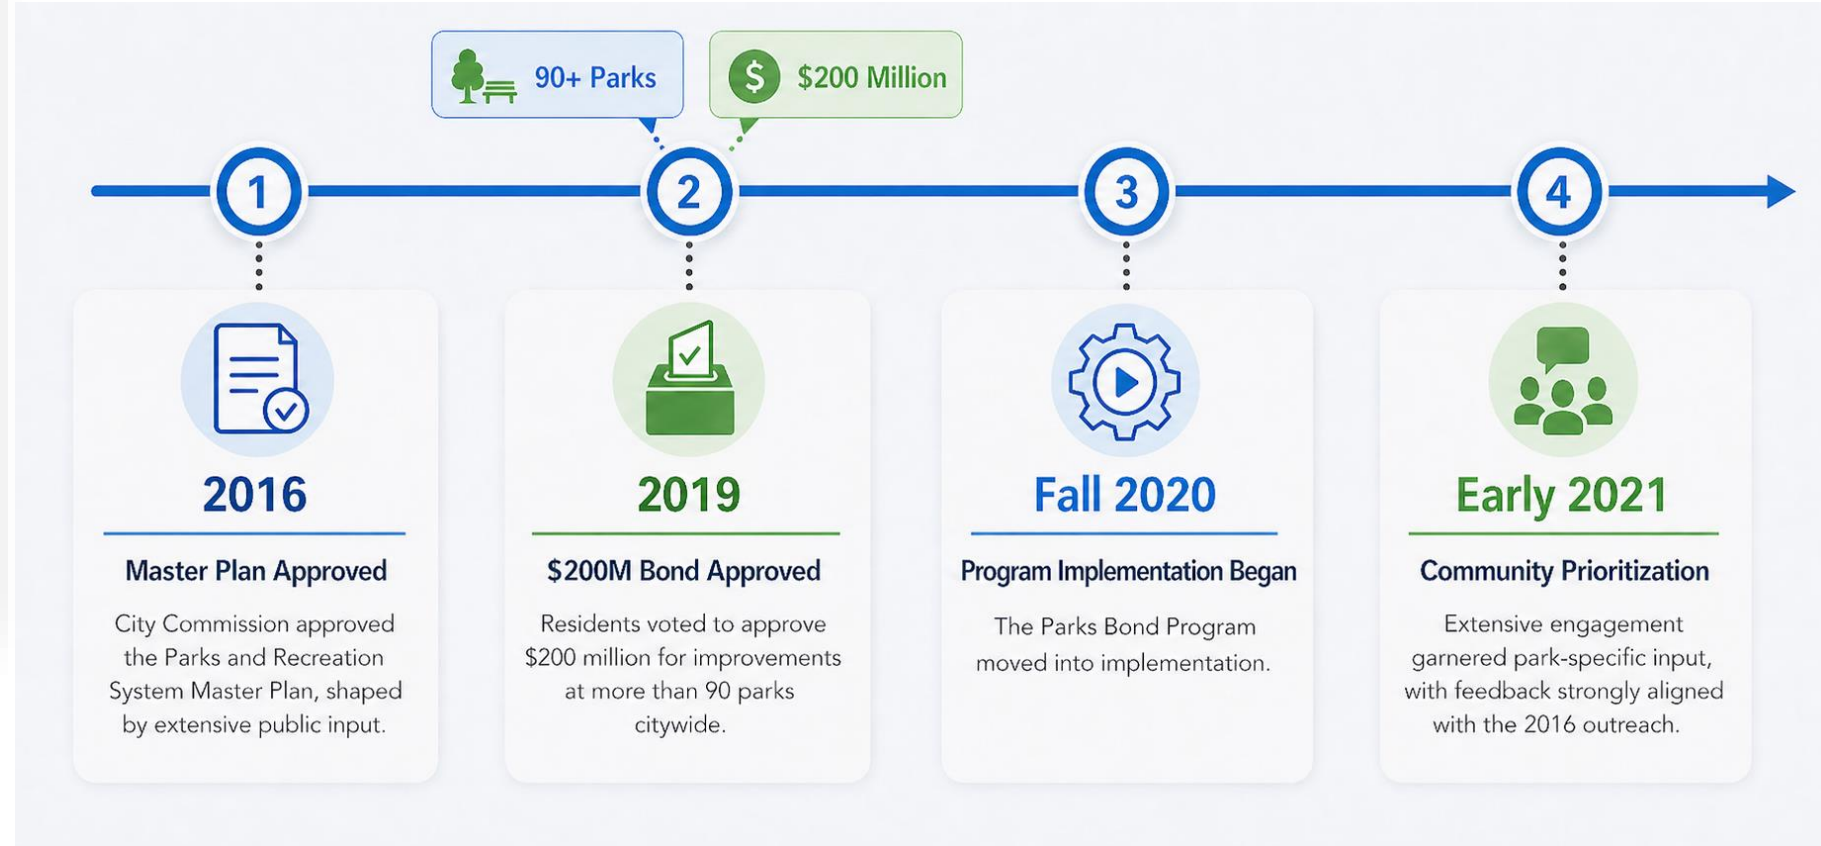 90+ Parks
$ $200 Million
1
2
3
4
2016
Master Plan Approved
City Commission approved
the Parks and Recreation
System Master Plan, shaped
by extensive public input.
2019
$200M Bond Approved
Residents voted to approve
$200 million for improvements
at more than 90 parks
citywide.
Fall 2020
Program Implementation Began
The Parks Bond Program
moved into implementation.
Early 2021
Community Prioritization
Extensive engagement
garnered park-specific input,
with feedback strongly aligned
with the 2016 outreach.